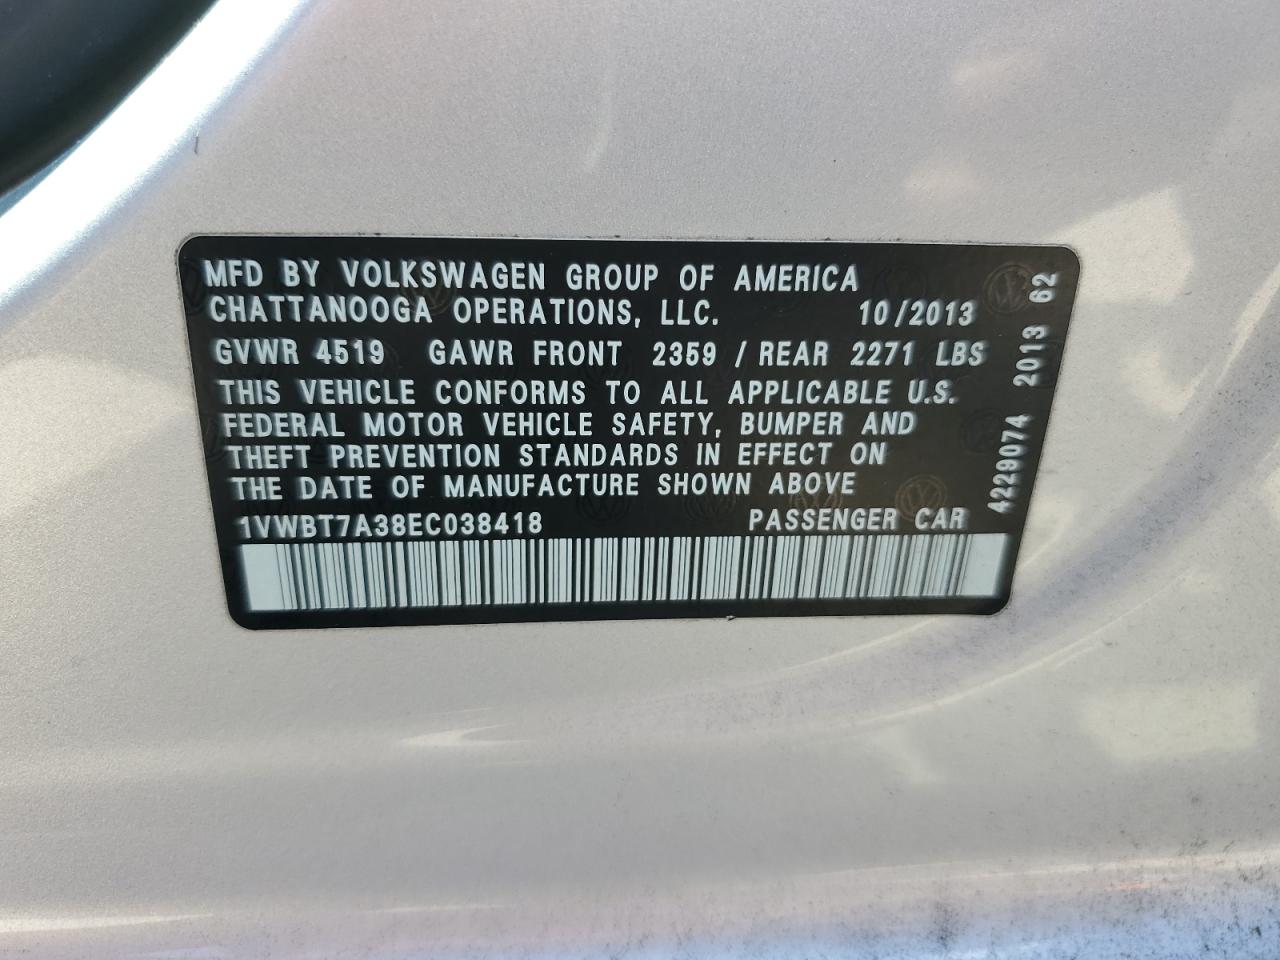 MFD BY VOLKSWAGEN GROUP OF AMERICA
CHATTANOOGA OPERATIONS, LLC. 10/2013
GVWR 4519 GAWR FRONT 2359 / REAR 2271 LBS
THIS VEHICLE CONFORMS TO ALL APPLICABLE U.S.
FEDERAL MOTOR VEHICLE SAFETY, BUMPER AND
THEFT PREVENTION STANDARDS IN EFFECT ON
THE DATE OF MANUFACTURE SHOWN ABOVE
1VWBT7A38EC038418 PASSENGER CAR
4229074 2013 62